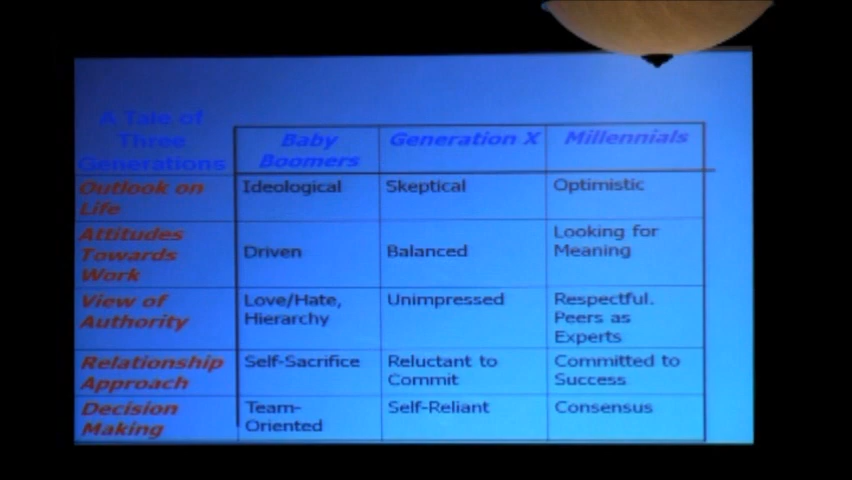 A Tale of
Three
Generations
Baby
Boomers
Generation X
Millennials
Outlook on
Life
Ideological
Skeptical
Optimistic
Attitudes
Towards
Work
Driven
Balanced
Looking for
Meaning
View of
Authority
Love/Hate,
Hierarchy
Unimpressed
Respectful.
Peers as
Experts
Relationship
Approach
Self-Sacrifice
Reluctant to
Commit
Committed to
Success
Decision
Making
Team-
Oriented
Self-Reliant
Consensus